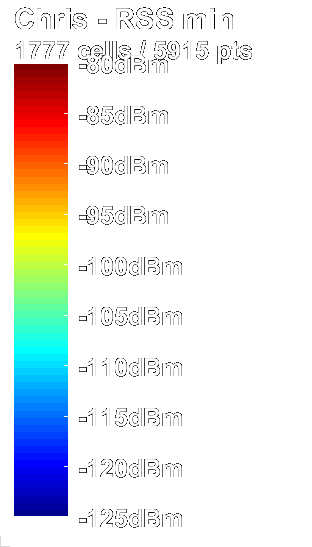 Chris - RSS min
1777 cells / 5915 pts
-80dBm
-85dBm
-90dBm
-95dBm
-100dBm
-105dBm
-110dBm
-115dBm
-120dBm
-125dBm